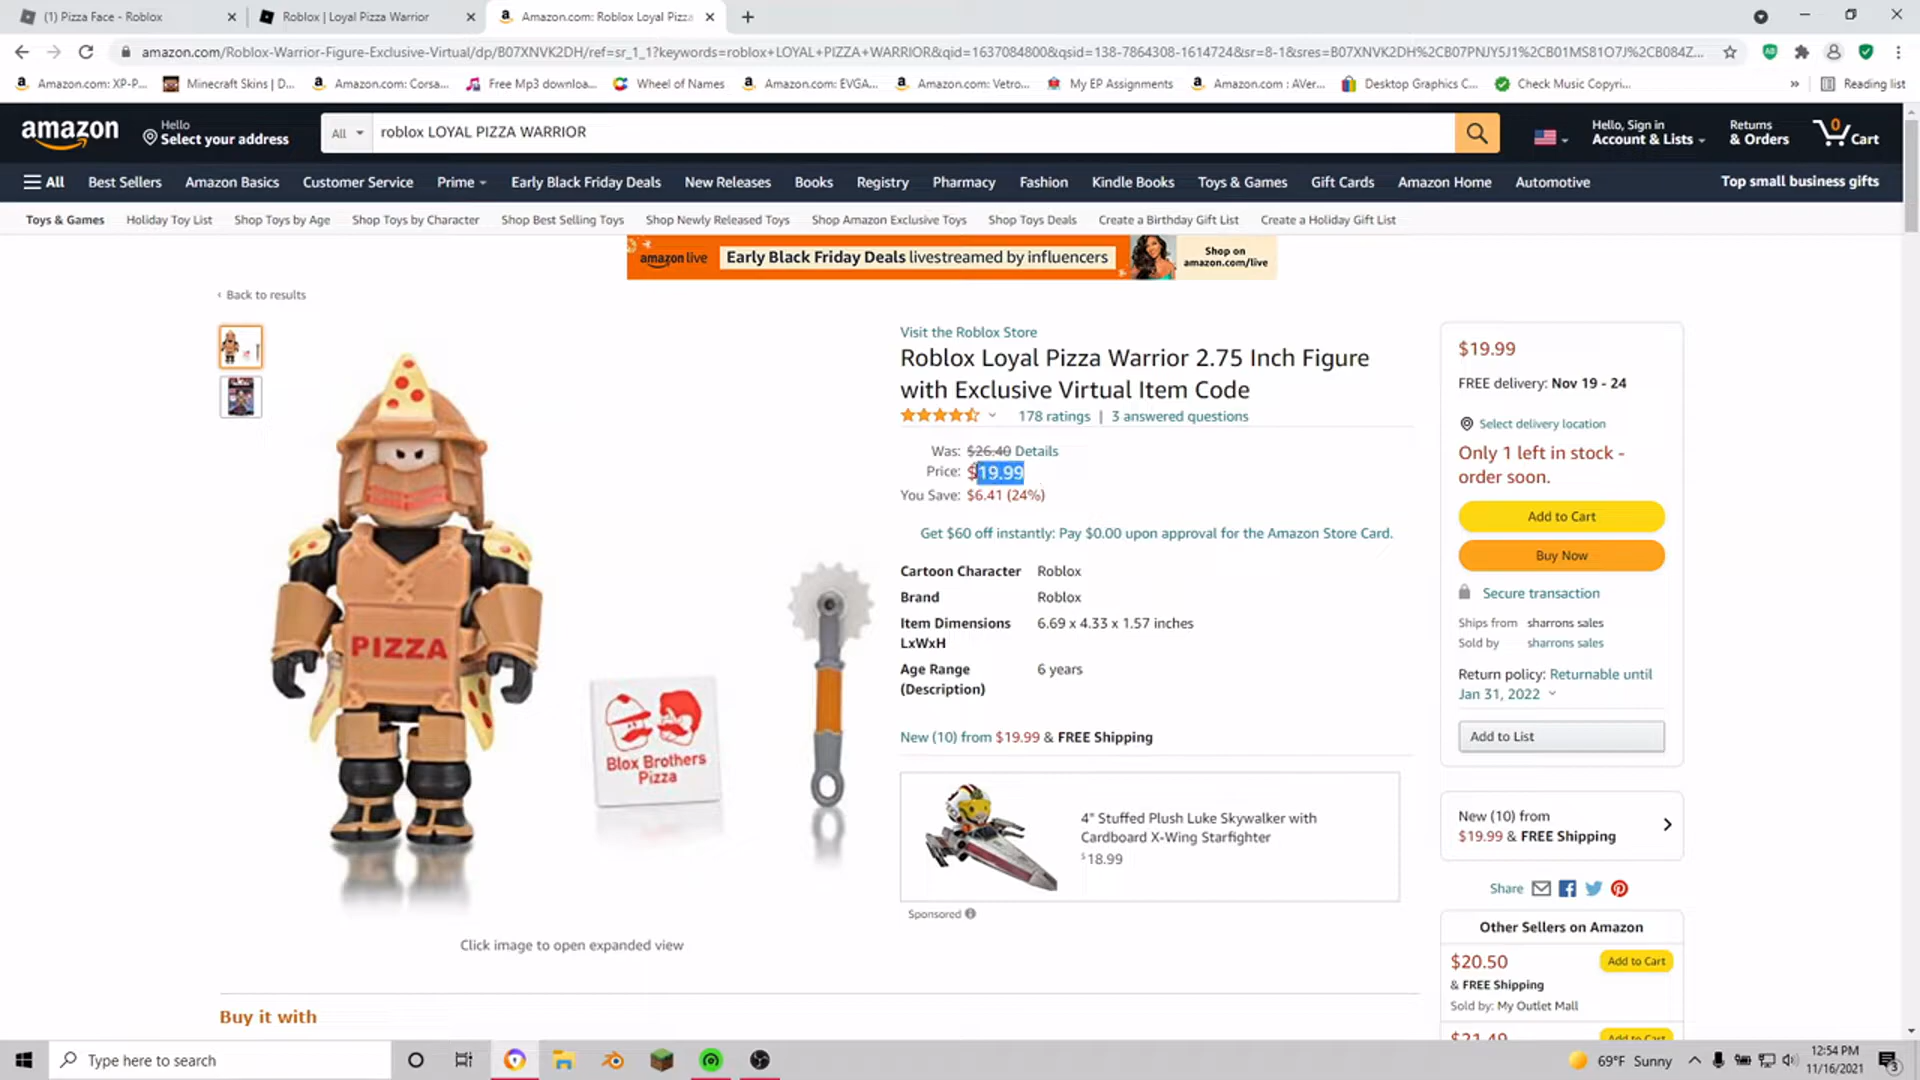 (1) Pizza Face - Roblox
Roblox | Loyal Pizza Warrior
Amazon.com: Roblox Loyal Pizza
amazon.com/Roblox-Warrior-Figure-Exclusive-Virtual/dp/B07XNVK2DH/ref=sr_1_1?keywords=roblox+LOYAL+PIZZA+WARRIOR&qid=1637084800&qsid=138-7864308-1614724&sr=8-1&sres=B07XNVK2DH%2CB07PNJY5J1%2CB01MS81O7J%2CB084Z...
Amazon.com: XP-P...
Minecraft Skins | D...
Amazon.com: Corsa...
Free Mp3 downloa...
Wheel of Names
Amazon.com: EVGA...
Amazon.com: Vetro...
My EP Assignments
Amazon.com : AVer...
Desktop Graphics C...
Check Music Copyri...
»
Reading list
amazon
Hello
Select your address
All
roblox LOYAL PIZZA WARRIOR
Hello, Sign in
Account & Lists
Returns
& Orders
0
Cart
All
Best Sellers
Amazon Basics
Customer Service
Prime
Early Black Friday Deals
New Releases
Books
Registry
Pharmacy
Fashion
Kindle Books
Toys & Games
Gift Cards
Amazon Home
Automotive
Top small business gifts
Toys & Games
Holiday Toy List
Shop Toys by Age
Shop Toys by Character
Shop Best Selling Toys
Shop Newly Released Toys
Shop Amazon Exclusive Toys
Shop Toys Deals
Create a Birthday Gift List
Create a Holiday Gift List
amazon live
Early Black Friday Deals livestreamed by influencers
Shop on
amazon.com/live
‹ Back to results
PIZZA
Blox Brothers
Pizza
Click image to open expanded view
Visit the Roblox Store
Roblox Loyal Pizza Warrior 2.75 Inch Figure
with Exclusive Virtual Item Code
178 ratings | 3 answered questions
Was: $26.40 Details
Price: $19.99
You Save: $6.41 (24%)
Get $60 off instantly: Pay $0.00 upon approval for the Amazon Store Card.
Cartoon Character Roblox
Brand Roblox
Item Dimensions 6.69 x 4.33 x 1.57 inches
LxWxH
Age Range 6 years
(Description)
New (10) from $19.99 & FREE Shipping
4" Stuffed Plush Luke Skywalker with
Cardboard X-Wing Starfighter
$18.99
Sponsored
$19.99
FREE delivery: Nov 19 - 24
Select delivery location
Only 1 left in stock -
order soon.
Add to Cart
Buy Now
Secure transaction
Ships from sharrons sales
Sold by sharrons sales
Return policy: Returnable until
Jan 31, 2022
Add to List
New (10) from
$19.99 & FREE Shipping
Share
Other Sellers on Amazon
$20.50
Add to Cart
& FREE Shipping
Sold by: My Outlet Mall
$21.49
Add to Cart
Buy it with
Type here to search
69°F Sunny
12:54 PM
11/16/2021
3